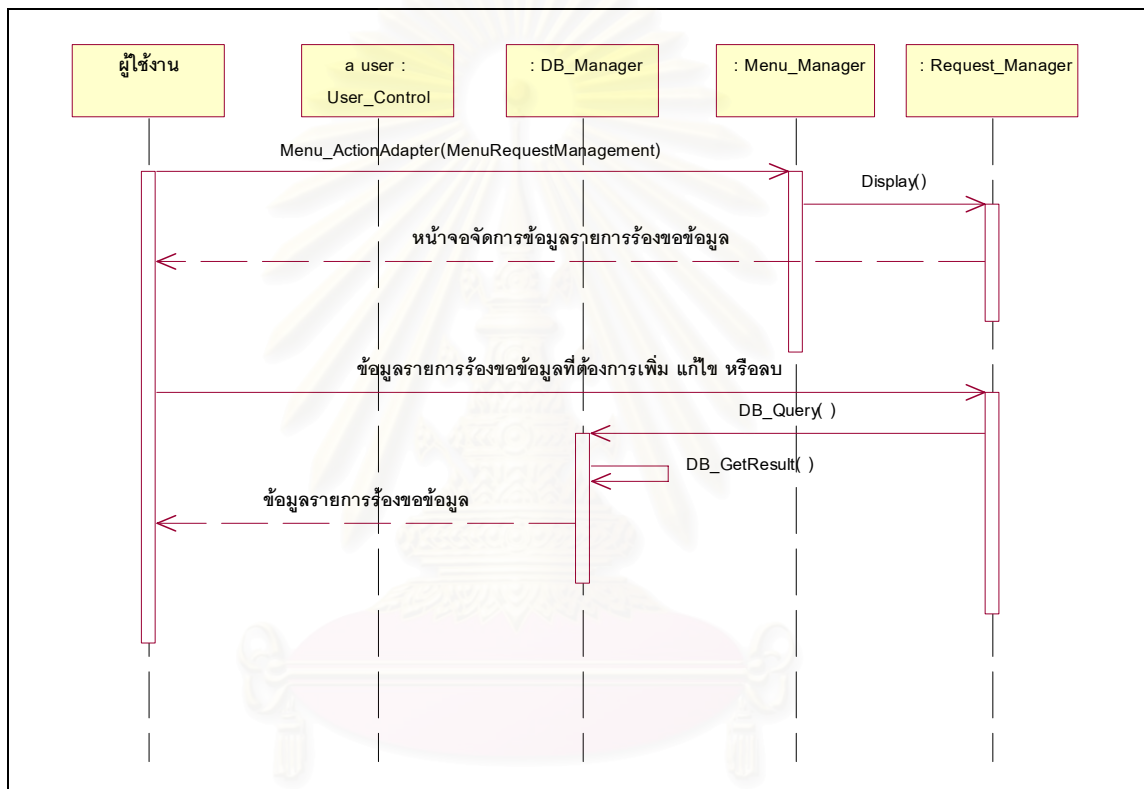 ผู้ใช้งาน
a user :
User_Control
: DB_Manager
: Menu_Manager
: Request_Manager
Menu_ActionAdapter(MenuRequestManagement)
Display()
หน้าจอจัดการข้อมูลรายการร้องขอข้อมูล
ข้อมูลรายการร้องขอข้อมูลที่ต้องการเพิ่ม แก้ไข หรือลบ
DB_Query( )
DB_GetResult( )
ข้อมูลรายการร้องขอข้อมูล